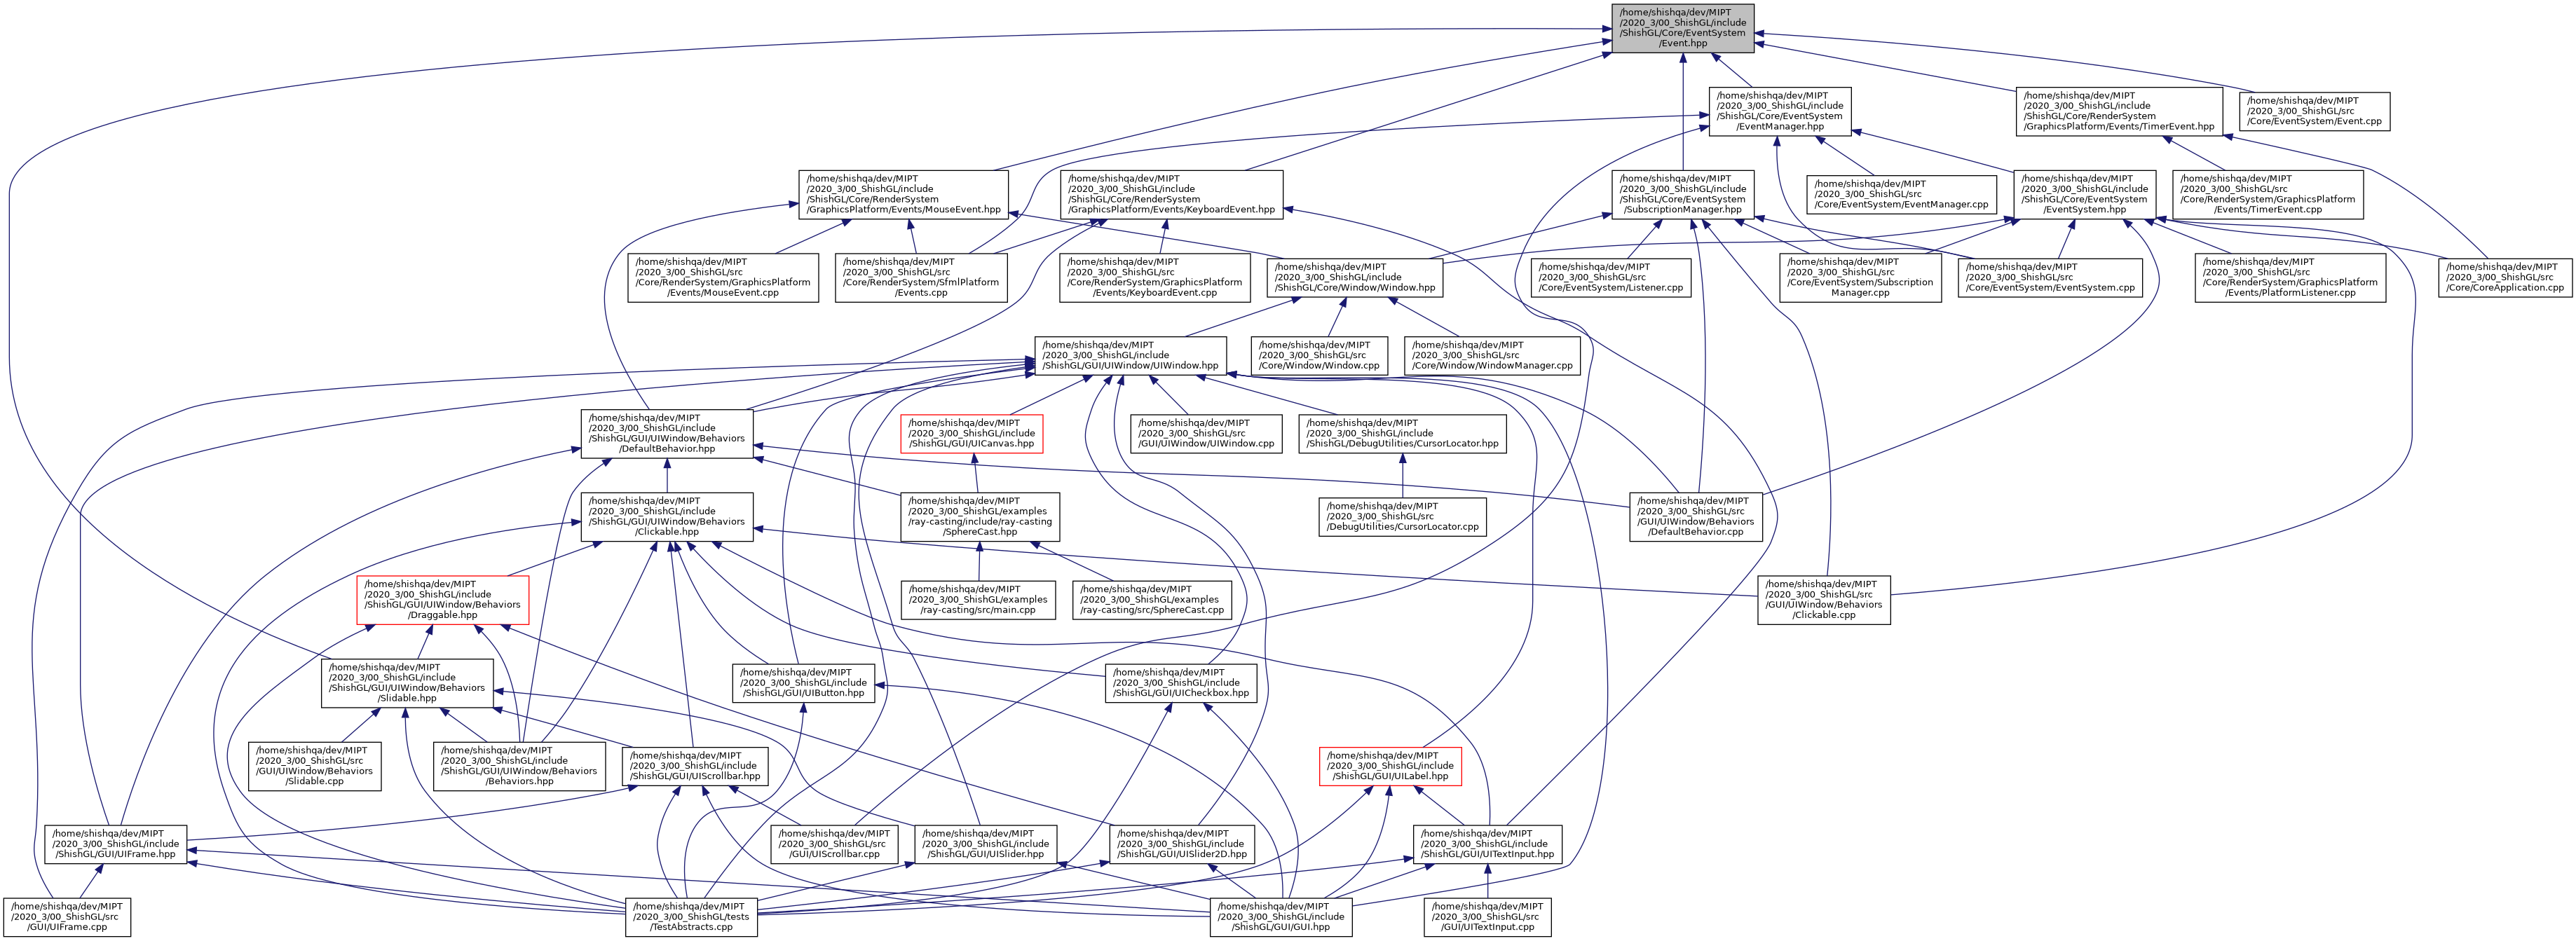 /home/shishqa/dev/MIPT
/2020_3/00_ShishGL/include
/ShishGL/Core/EventSystem
/Event.hpp
/home/shishqa/dev/MIPT
/2020_3/00_ShishGL/include
/ShishGL/Core/EventSystem
/EventManager.hpp
/home/shishqa/dev/MIPT
/2020_3/00_ShishGL/include
/ShishGL/Core/RenderSystem
/GraphicsPlatform/Events/TimerEvent.hpp
/home/shishqa/dev/MIPT
/2020_3/00_ShishGL/src
/Core/EventSystem/Event.cpp
/home/shishqa/dev/MIPT
/2020_3/00_ShishGL/include
/ShishGL/Core/RenderSystem
/GraphicsPlatform/Events/MouseEvent.hpp
/home/shishqa/dev/MIPT
/2020_3/00_ShishGL/include
/ShishGL/Core/RenderSystem
/GraphicsPlatform/Events/KeyboardEvent.hpp
/home/shishqa/dev/MIPT
/2020_3/00_ShishGL/include
/ShishGL/Core/EventSystem
/SubscriptionManager.hpp
/home/shishqa/dev/MIPT
/2020_3/00_ShishGL/src
/Core/EventSystem/EventManager.cpp
/home/shishqa/dev/MIPT
/2020_3/00_ShishGL/include
/ShishGL/Core/EventSystem
/EventSystem.hpp
/home/shishqa/dev/MIPT
/2020_3/00_ShishGL/src
/Core/RenderSystem/GraphicsPlatform
/Events/TimerEvent.cpp
/home/shishqa/dev/MIPT
/2020_3/00_ShishGL/src
/Core/RenderSystem/GraphicsPlatform
/Events/MouseEvent.cpp
/home/shishqa/dev/MIPT
/2020_3/00_ShishGL/src
/Core/RenderSystem/SfmlPlatform
/Events.cpp
/home/shishqa/dev/MIPT
/2020_3/00_ShishGL/src
/Core/RenderSystem/GraphicsPlatform
/Events/KeyboardEvent.cpp
/home/shishqa/dev/MIPT
/2020_3/00_ShishGL/include
/ShishGL/Core/Window/Window.hpp
/home/shishqa/dev/MIPT
/2020_3/00_ShishGL/src
/Core/EventSystem/Listener.cpp
/home/shishqa/dev/MIPT
/2020_3/00_ShishGL/src
/Core/EventSystem/Subscription
Manager.cpp
/home/shishqa/dev/MIPT
/2020_3/00_ShishGL/src
/Core/EventSystem/EventSystem.cpp
/home/shishqa/dev/MIPT
/2020_3/00_ShishGL/src
/Core/RenderSystem/GraphicsPlatform
/Events/PlatformListener.cpp
/home/shishqa/dev/MIPT
/2020_3/00_ShishGL/src
/Core/CoreApplication.cpp
/home/shishqa/dev/MIPT
/2020_3/00_ShishGL/include
/ShishGL/GUI/UIWindow/UIWindow.hpp
/home/shishqa/dev/MIPT
/2020_3/00_ShishGL/src
/Core/Window/Window.cpp
/home/shishqa/dev/MIPT
/2020_3/00_ShishGL/src
/Core/Window/WindowManager.cpp
/home/shishqa/dev/MIPT
/2020_3/00_ShishGL/include
/ShishGL/GUI/UIWindow/Behaviors
/DefaultBehavior.hpp
/home/shishqa/dev/MIPT
/2020_3/00_ShishGL/include
/ShishGL/GUI/UICanvas.hpp
/home/shishqa/dev/MIPT
/2020_3/00_ShishGL/src
/GUI/UIWindow/UIWindow.cpp
/home/shishqa/dev/MIPT
/2020_3/00_ShishGL/include
/ShishGL/DebugUtilities/CursorLocator.hpp
/home/shishqa/dev/MIPT
/2020_3/00_ShishGL/include
/ShishGL/GUI/UIWindow/Behaviors
/Clickable.hpp
/home/shishqa/dev/MIPT
/2020_3/00_ShishGL/examples
/ray-casting/include/ray-casting
/SphereCast.hpp
/home/shishqa/dev/MIPT
/2020_3/00_ShishGL/src
/DebugUtilities/CursorLocator.cpp
/home/shishqa/dev/MIPT
/2020_3/00_ShishGL/src
/GUI/UIWindow/Behaviors
/DefaultBehavior.cpp
/home/shishqa/dev/MIPT
/2020_3/00_ShishGL/include
/ShishGL/GUI/UIWindow/Behaviors
/Draggable.hpp
/home/shishqa/dev/MIPT
/2020_3/00_ShishGL/examples
/ray-casting/src/main.cpp
/home/shishqa/dev/MIPT
/2020_3/00_ShishGL/examples
/ray-casting/src/SphereCast.cpp
/home/shishqa/dev/MIPT
/2020_3/00_ShishGL/src
/GUI/UIWindow/Behaviors
/Clickable.cpp
/home/shishqa/dev/MIPT
/2020_3/00_ShishGL/include
/ShishGL/GUI/UIWindow/Behaviors
/Slidable.hpp
/home/shishqa/dev/MIPT
/2020_3/00_ShishGL/include
/ShishGL/GUI/UIButton.hpp
/home/shishqa/dev/MIPT
/2020_3/00_ShishGL/include
/ShishGL/GUI/UICheckbox.hpp
/home/shishqa/dev/MIPT
/2020_3/00_ShishGL/src
/GUI/UIWindow/Behaviors
/Slidable.cpp
/home/shishqa/dev/MIPT
/2020_3/00_ShishGL/include
/ShishGL/GUI/UIWindow/Behaviors
/Behaviors.hpp
/home/shishqa/dev/MIPT
/2020_3/00_ShishGL/include
/ShishGL/GUI/UIScrollbar.hpp
/home/shishqa/dev/MIPT
/2020_3/00_ShishGL/include
/ShishGL/GUI/UILabel.hpp
/home/shishqa/dev/MIPT
/2020_3/00_ShishGL/include
/ShishGL/GUI/UIFrame.hpp
/home/shishqa/dev/MIPT
/2020_3/00_ShishGL/src
/GUI/UIScrollbar.cpp
/home/shishqa/dev/MIPT
/2020_3/00_ShishGL/include
/ShishGL/GUI/UISlider.hpp
/home/shishqa/dev/MIPT
/2020_3/00_ShishGL/include
/ShishGL/GUI/UISlider2D.hpp
/home/shishqa/dev/MIPT
/2020_3/00_ShishGL/include
/ShishGL/GUI/UITextInput.hpp
/home/shishqa/dev/MIPT
/2020_3/00_ShishGL/src
/GUI/UIFrame.cpp
/home/shishqa/dev/MIPT
/2020_3/00_ShishGL/tests
/TestAbstracts.cpp
/home/shishqa/dev/MIPT
/2020_3/00_ShishGL/include
/ShishGL/GUI/GUI.hpp
/home/shishqa/dev/MIPT
/2020_3/00_ShishGL/src
/GUI/UITextInput.cpp